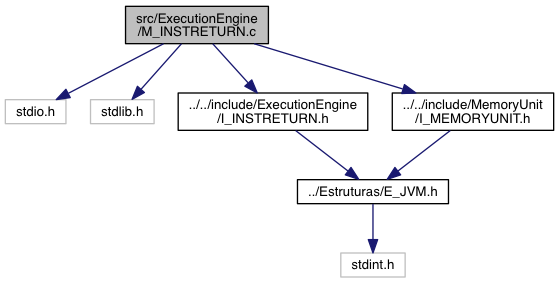 src/ExecutionEngine
/M_INSTRETURN.c
stdio.h
stdlib.h
../../include/ExecutionEngine
/I_INSTRETURN.h
../../include/MemoryUnit
/I_MEMORYUNIT.h
../Estruturas/E_JVM.h
stdint.h